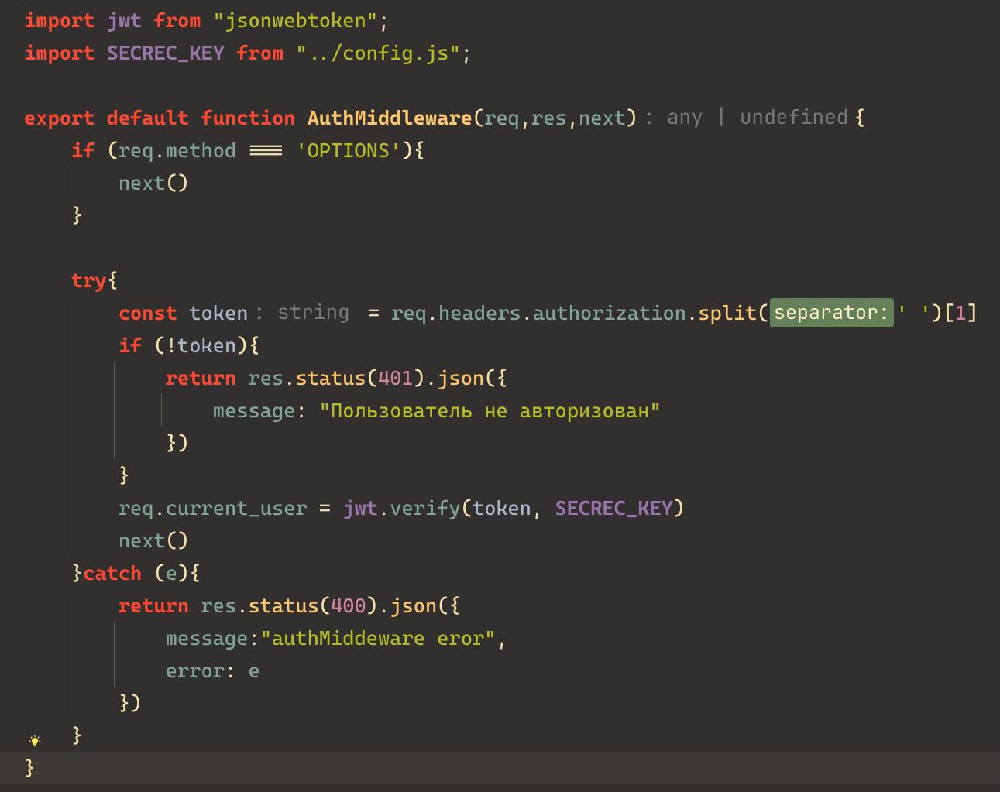 import jwt from "jsonwebtoken";
import SECREC_KEY from "../config.js";
export default function AuthMiddleware(req,res,next): any | undefined {
if (req.method === 'OPTIONS'){
next()
}
try{
const token: string = req.headers.authorization.split(separator:' ')[1]
if (!token){
return res.status(401).json({
message: "Пользователь не авторизован"
})
}
req.current_user = jwt.verify(token, SECREC_KEY)
next()
}catch (e){
return res.status(400).json({
message:"authMiddeware eror",
error: e
})
}
}